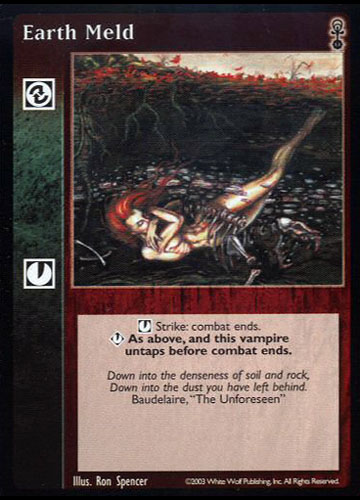 Earth Meld
Strike: combat ends.
As above, and this vampire
untaps before combat ends.
Down into the denseness of soil and rock,
Down into the dust you have left behind.
Baudelaire, "The Unforeseen"
Illus. Ron Spencer
©2003 White Wolf Publishing, Inc. All Rights Reserved.